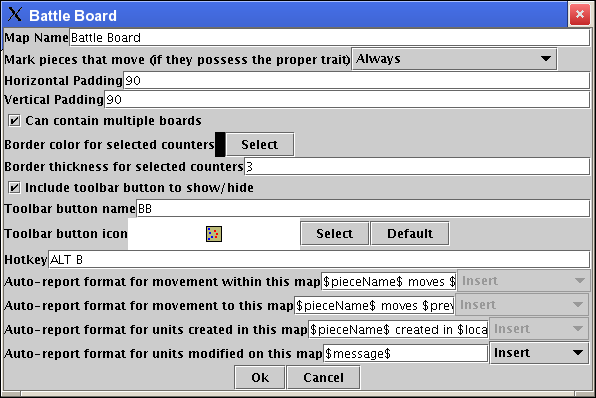 Battle Board
Map Name Battle Board
Mark pieces that move (if they possess the proper trait) Always
Horizontal Padding 90
Vertical Padding 90
Can contain multiple boards
Border color for selected counters Select
Border thickness for selected counters 3
Include toolbar button to show/hide
Toolbar button name BB
Toolbar button icon Select Default
Hotkey ALT B
Auto-report format for movement within this map $pieceName$ moves $ Insert
Auto-report format for movement to this map $pieceName$ moves $prev Insert
Auto-report format for units created in this map $pieceName$ created in $loca Insert
Auto-report format for units modified on this map $message$ Insert
Ok Cancel